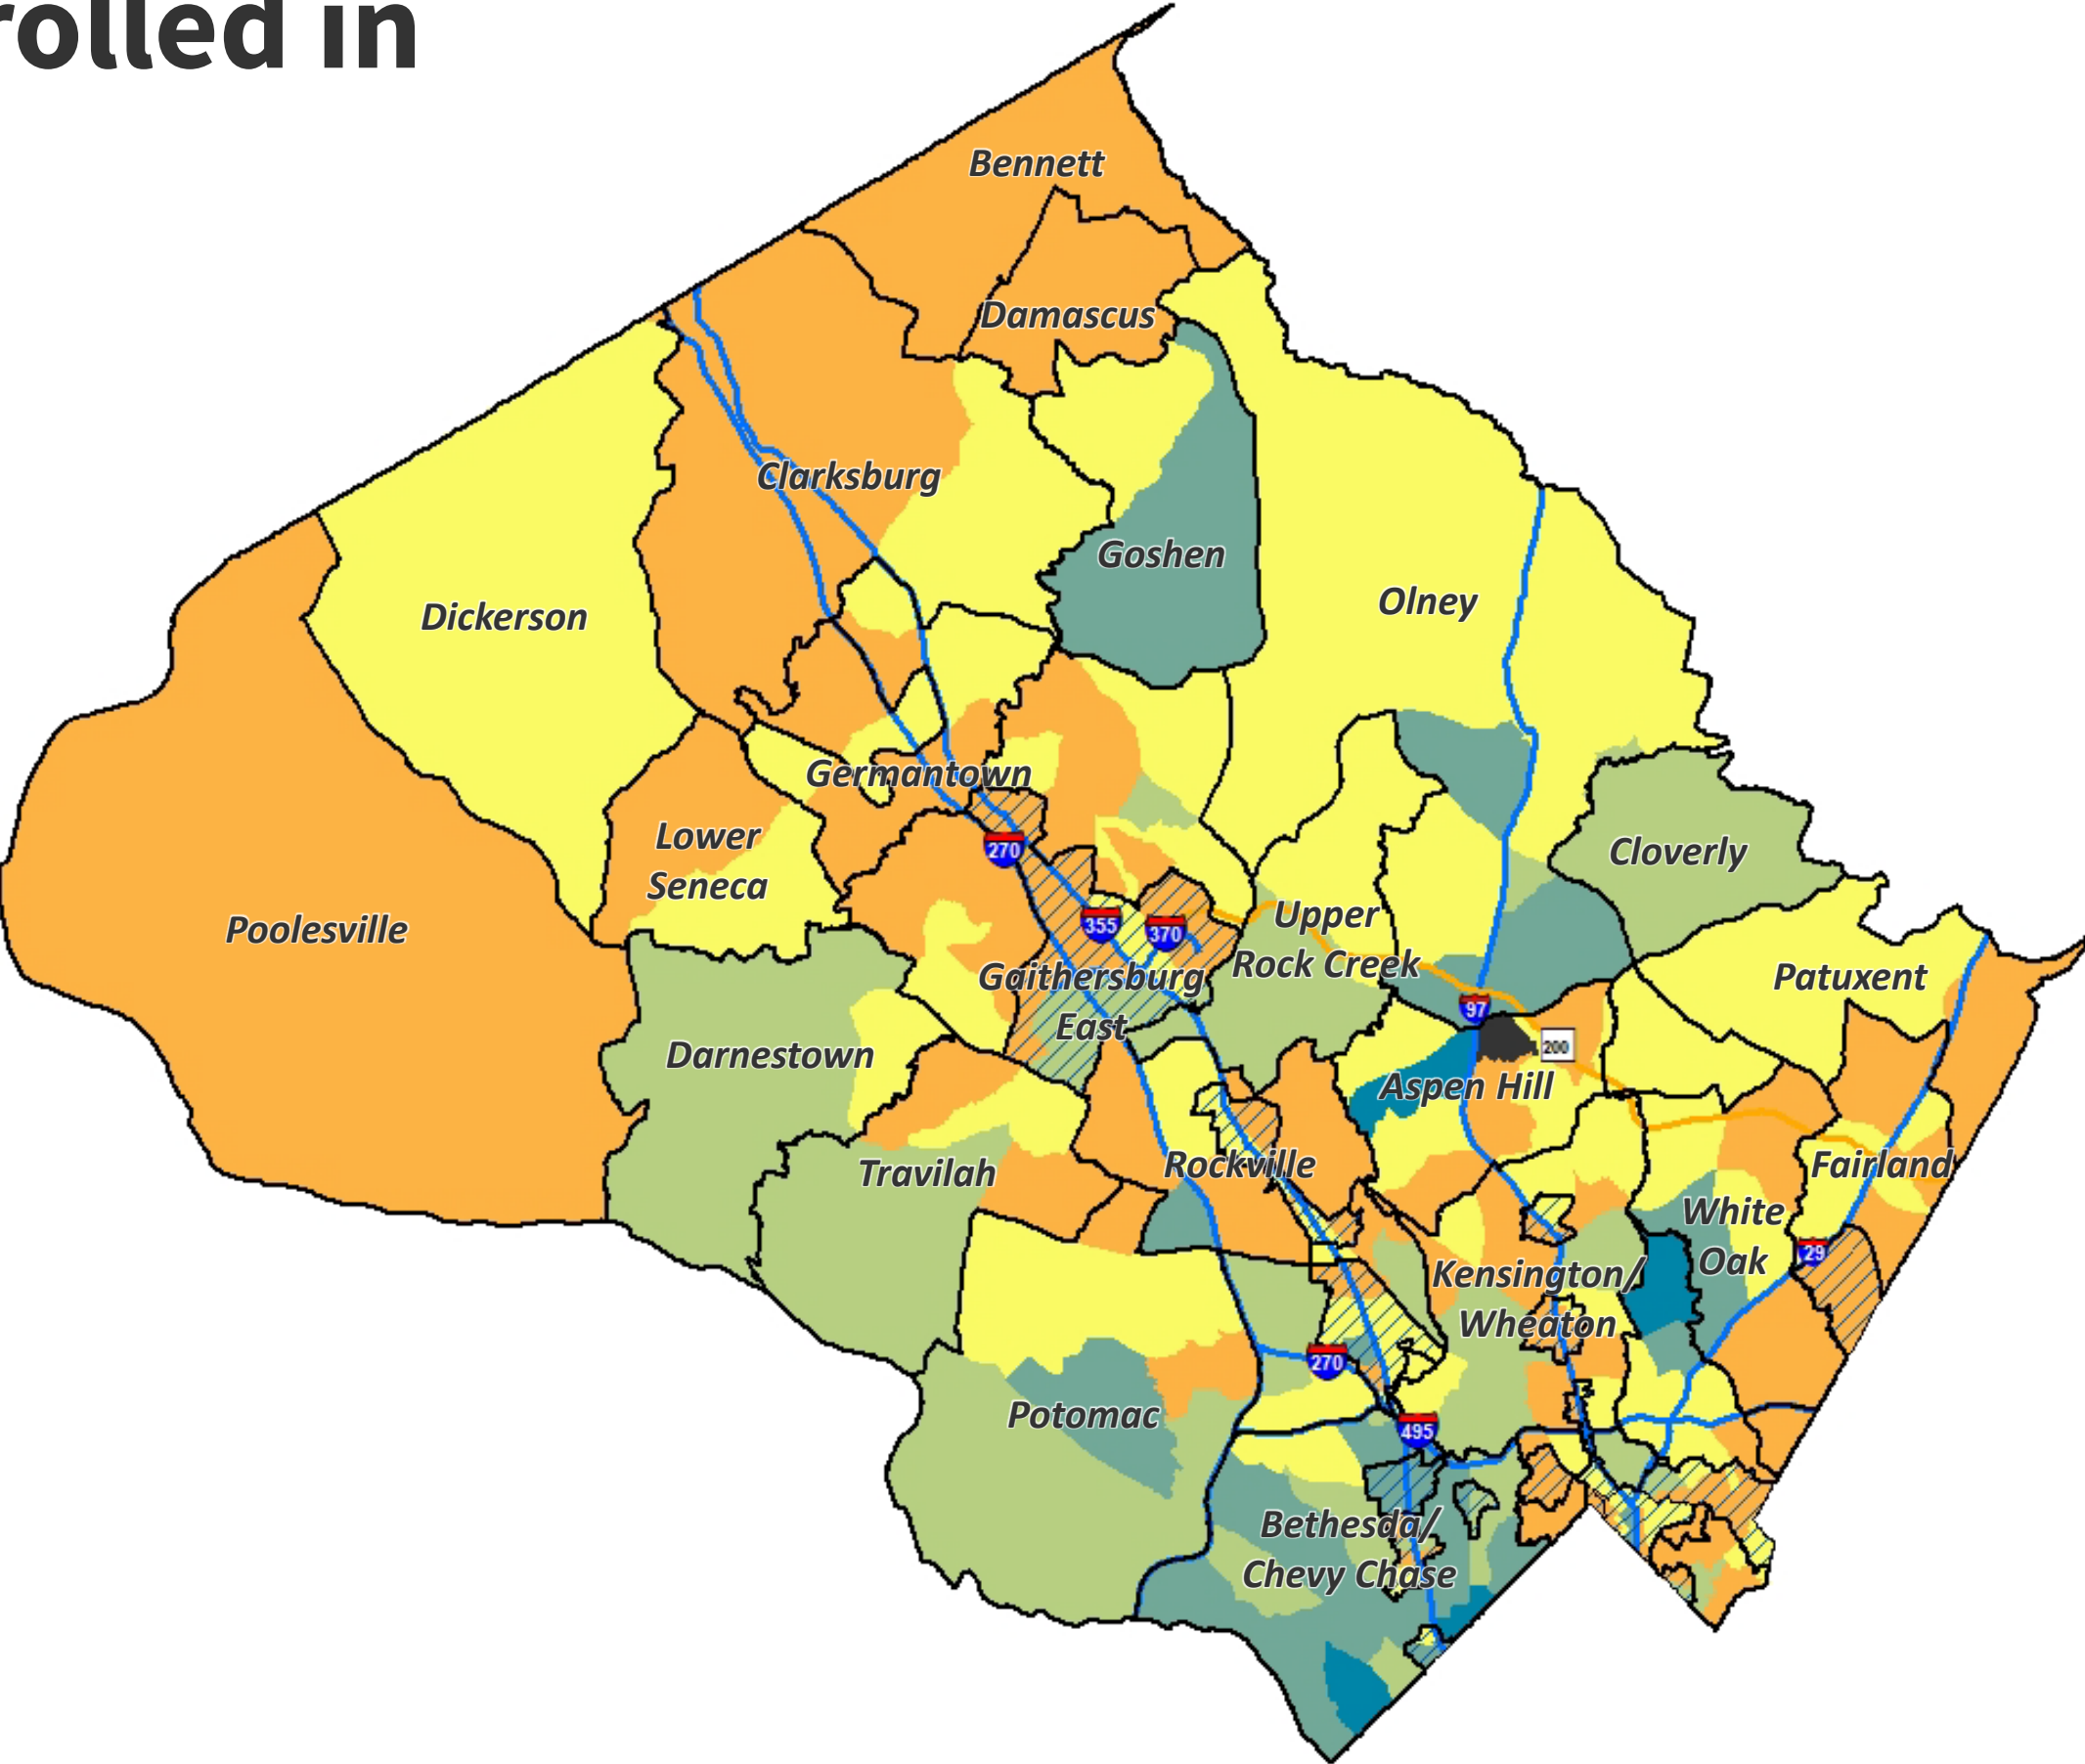 rolled in
Bennett
Damascus
Clarksburg
Goshen
Dickerson
Olney
Germantown
Lower
Seneca
270
Cloverly
Poolesville
355
370
Upper
Rock Creek
Gaithersburg
East
Patuxent
97
200
Darnestown
Aspen Hill
Travilah
Rockville
Fairland
White
Oak
29
Kensington/
Wheaton
270
Potomac
495
Bethesda/
Chevy Chase